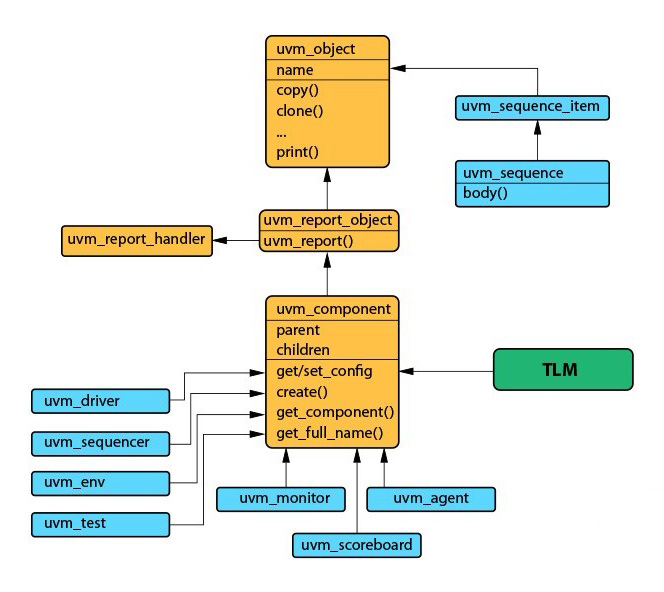 uvm_object
name
copy()
clone()
...
print()
uvm_sequence_item
uvm_sequence
body()
uvm_report_object
uvm_report()
uvm_report_handler
uvm_component
parent
children
get/set_config
create()
get_component()
get_full_name()
TLM
uvm_driver
uvm_sequencer
uvm_env
uvm_test
uvm_monitor
uvm_agent
uvm_scoreboard